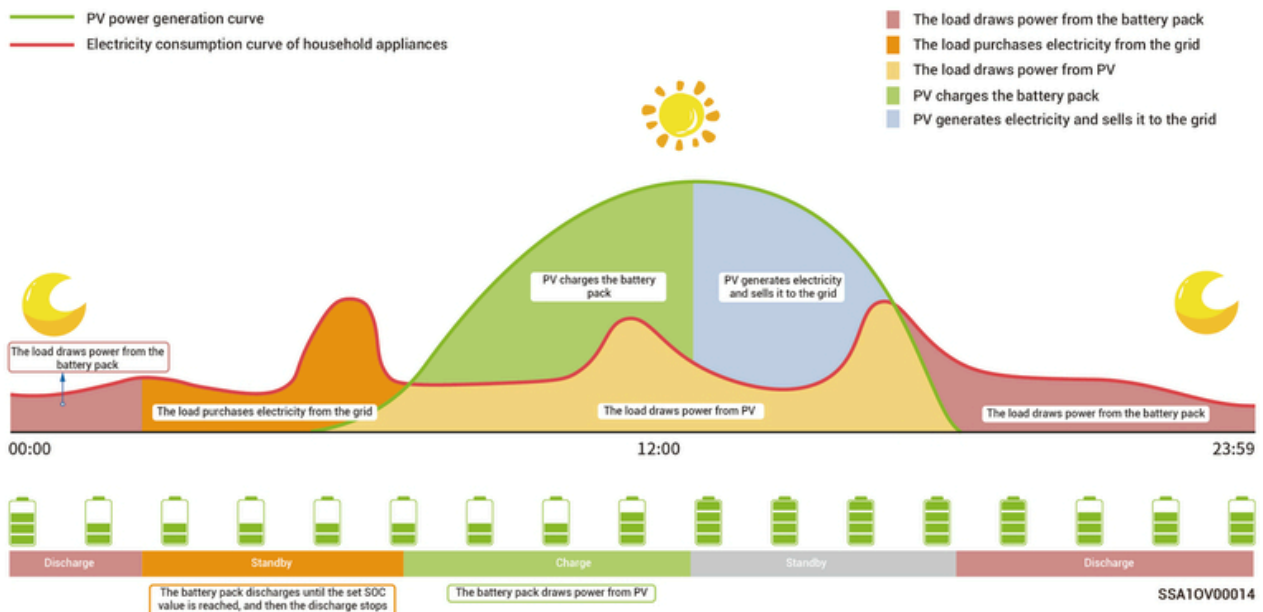 PV power generation curve
Electricity consumption curve of household appliances
The load draws power from the battery pack
The load purchases electricity from the grid
The load draws power from PV
PV charges the battery pack
PV generates electricity and sells it to the grid
PV charges the battery
pack
PV generates electricity
and sells it to the grid
The load draws power from the
battery pack
The load purchases electricity from the grid
The load draws power from PV
The load draws power from the battery pack
00:00
12:00
23:59
Discharge
Standby
Charge
Standby
Discharge
The battery pack discharges until the set SOC
value is reached, and then the discharge stops
The battery pack draws power from PV
SSA1OV00014